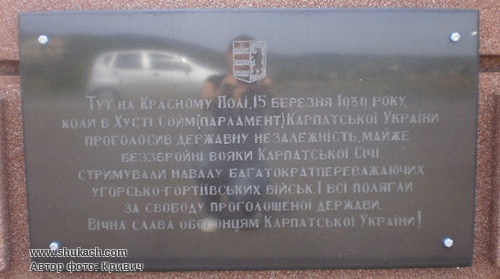 Тут, на Красному Полі, 15 березня 1939 року,
коли в Хусті Сойм (парламент) Карпатської України
проголосив державну незалежність, майже
беззбройні вояки Карпатської Січі
стримували навалу багатократпереважаючих
угорсько-гортіївських військ. І всі полягли
за свободу проголошеної держави.
Вічна слава оборонцям Карпатської України!
www.shukach.com
Автор фото: Кривич